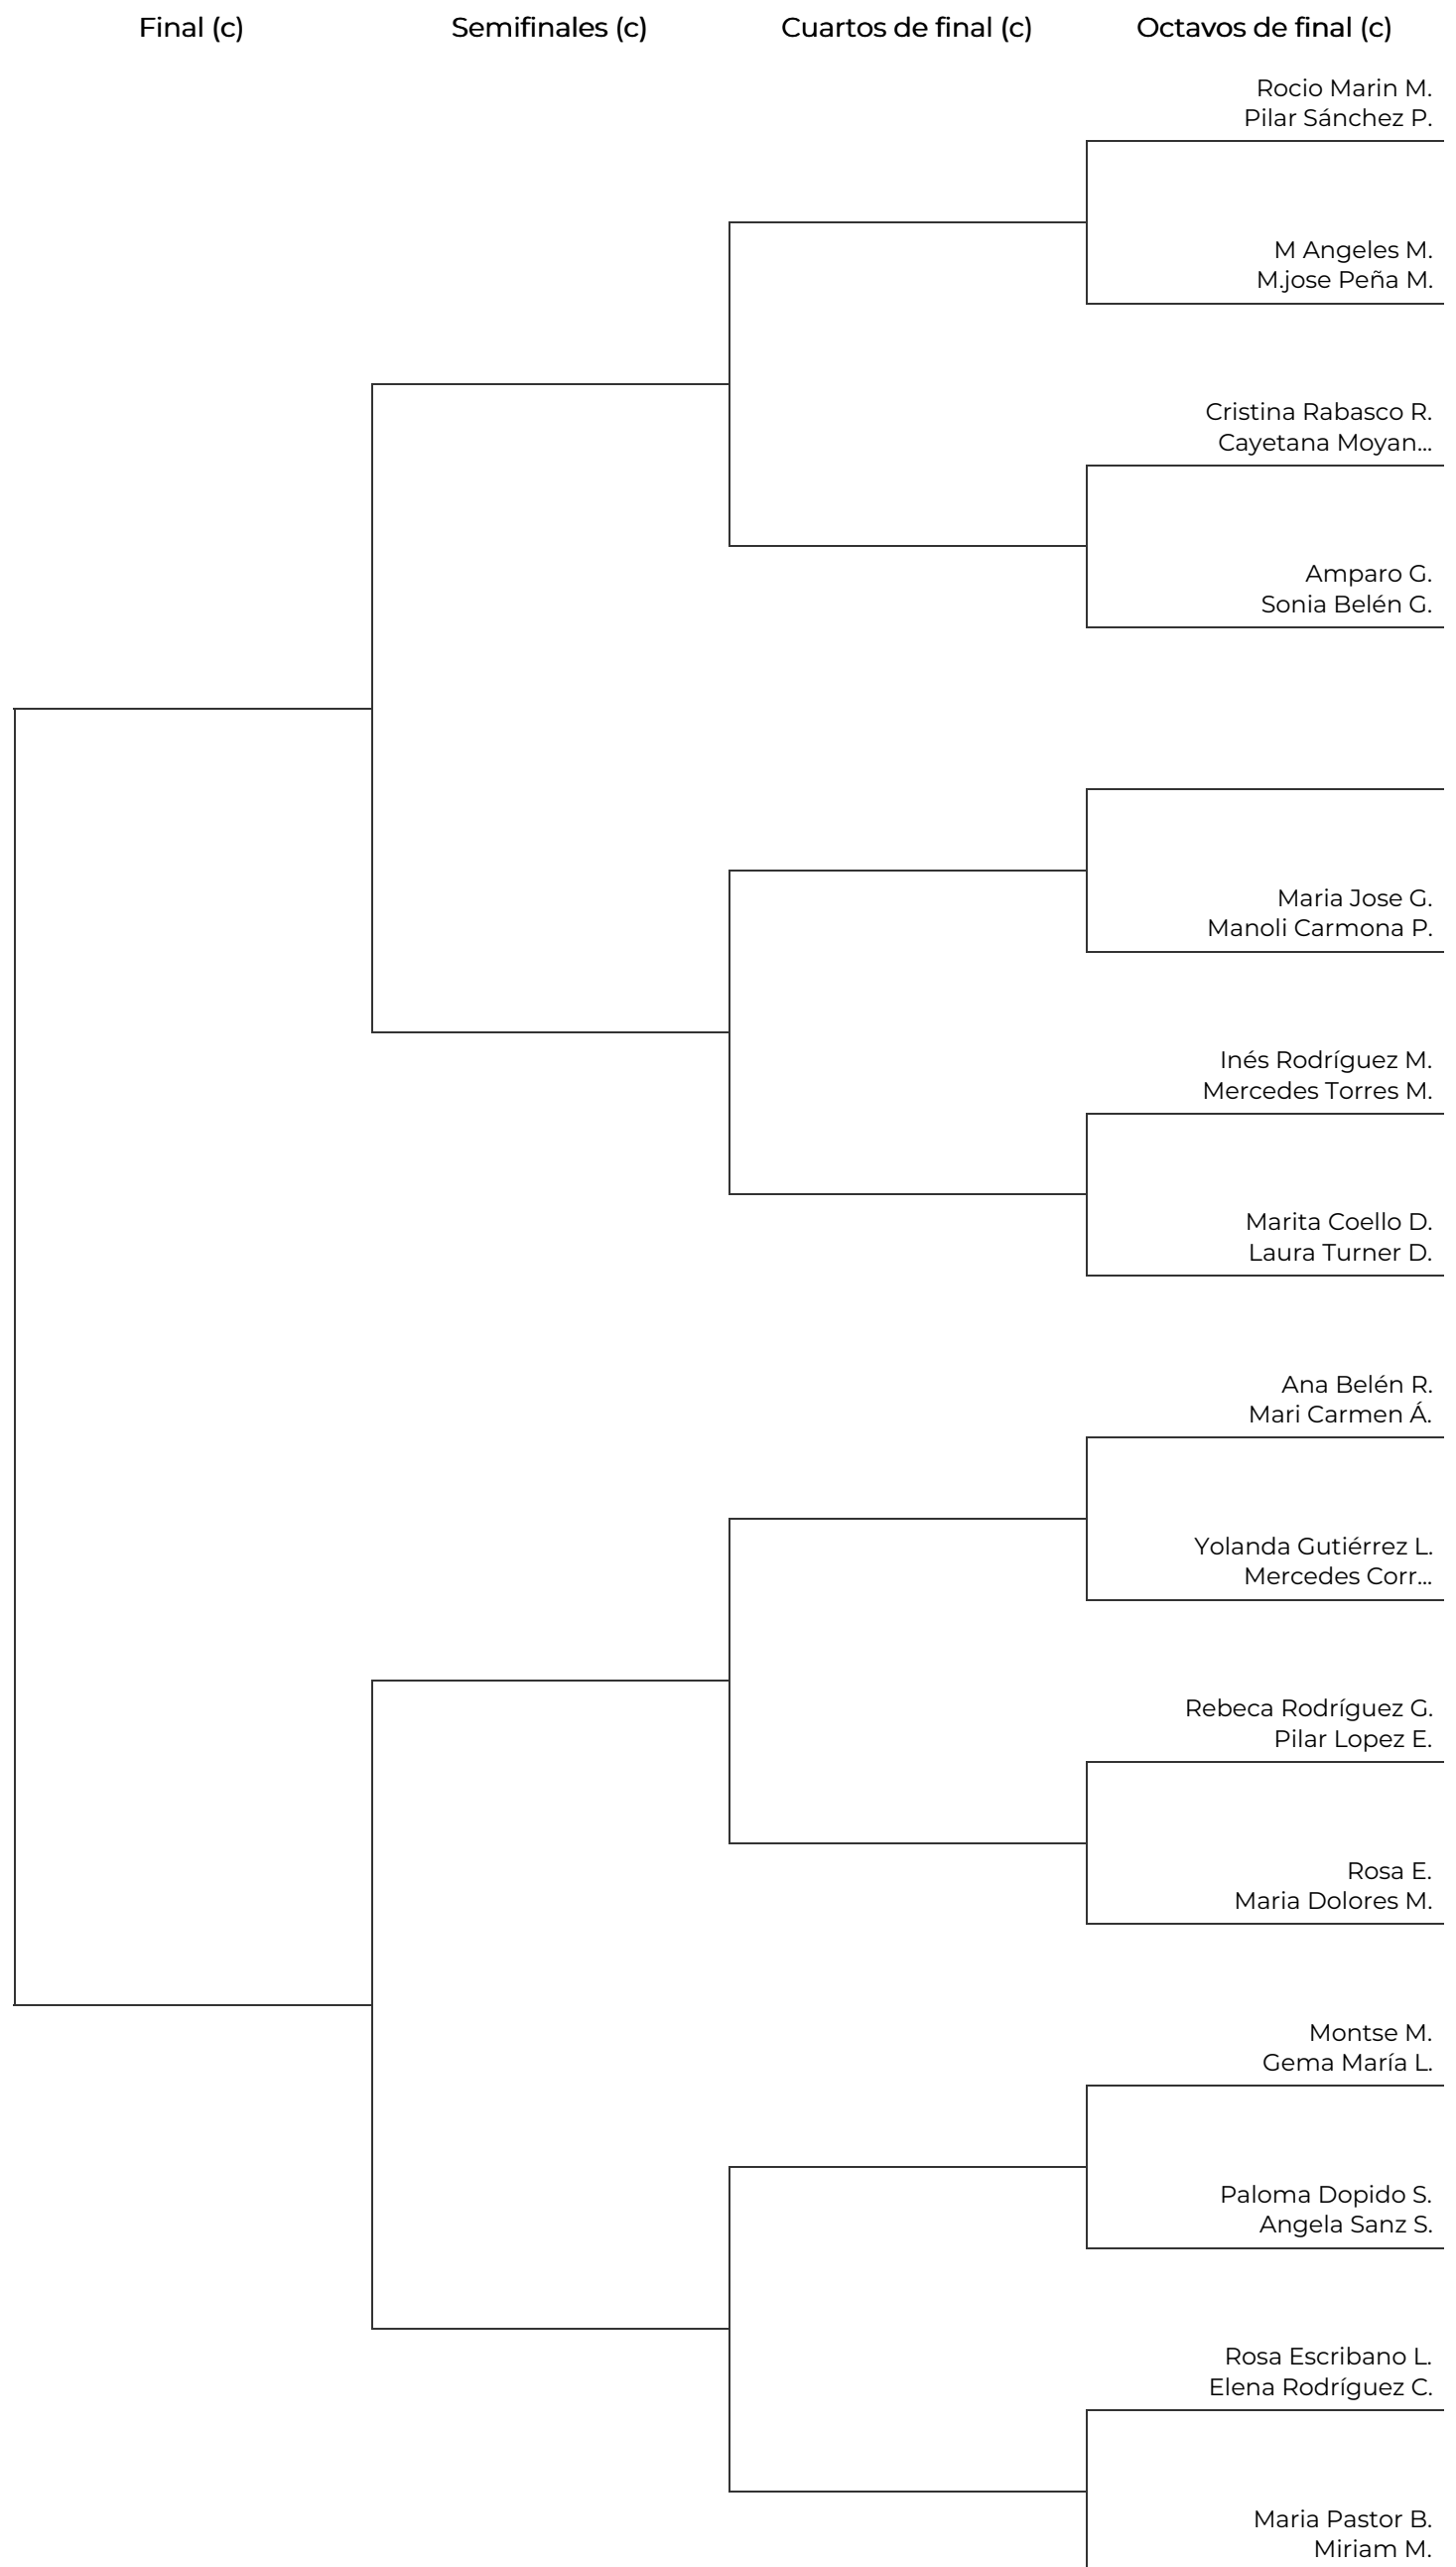 Final (c)
Semifinales (c)
Cuartos de final (c)
Octavos de final (c)
Rocio Marin M.
Pilar Sánchez P.
M Angeles M.
M.jose Peña M.
Cristina Rabasco R.
Cayetana Moyan...
Amparo G.
Sonia Belén G.
Maria Jose G.
Manoli Carmona P.
Inés Rodríguez M.
Mercedes Torres M.
Marita Coello D.
Laura Turner D.
Ana Belén R.
Mari Carmen Á.
Yolanda Gutiérrez L.
Mercedes Corr...
Rebeca Rodríguez G.
Pilar Lopez E.
Rosa E.
Maria Dolores M.
Montse M.
Gema María L.
Paloma Dopido S.
Angela Sanz S.
Rosa Escribano L.
Elena Rodríguez C.
Maria Pastor B.
Miriam M.